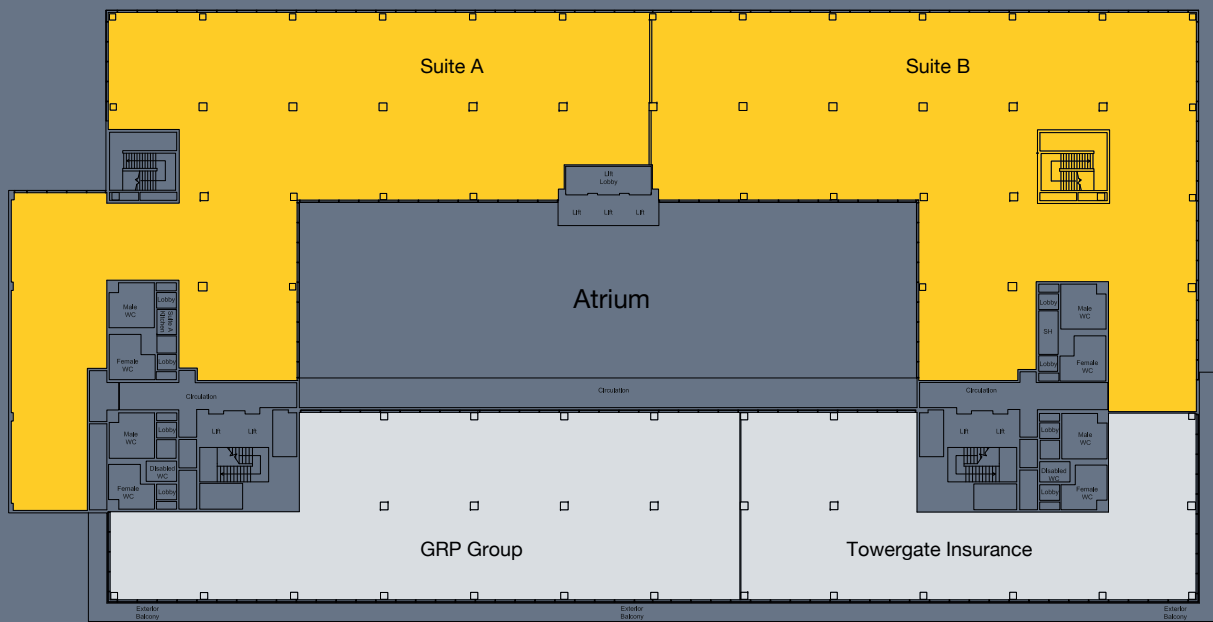 Suite A
Suite B
Lift
Lobby
Lift
Lift
Lift
Atrium
Male
WC
Lobby
Suite A
Kitchen
Female
WC
Lobby
Lobby
Male
WC
SH
Lobby
Female
WC
Circulation
Circulation
Circulation
Male
WC
Lobby
Lift
Lift
Disabled
WC
Female
WC
Lobby
Lift
Lift
Lobby
Male
WC
Disabled
WC
Lobby
Female
WC
GRP Group
Towergate Insurance
Exterior
Balcony
Exterior
Balcony
Exterior
Balcony